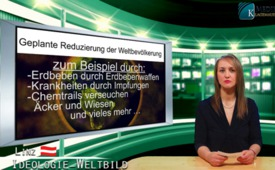 Geplante Reduzierung der Weltbevölkerung
zum Beispiel durch:
-Erdbeben durch Erdbebenwaffen
-Krankheiten durch Impfungen
-Chemtrails verseuchen
Äcker und Wiesen
und vieles mehr ...
Linz
IDEOLOGIE-WELTBILD